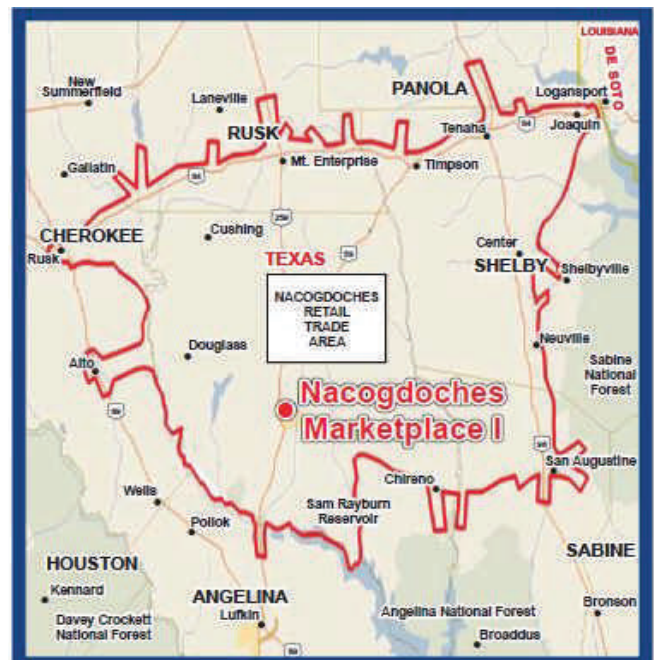 LOUISIANA
DE SOTO
New
Summerfield
Laneville
PANOLA
Logansport
RUSK
Tenaha
84
Joaquin
Mt. Enterprise
Timpson
Gallatin
84
259
CHEROKEE
Rusk
Cushing
59
Center
TEXAS
SHELBY
Shelbyville
NACOGDOCHES
RETAIL
TRADE
AREA
Douglass
Neuville
Alto
Sabine
National
Forest
Nacogdoches
Marketplace I
69
96
San Augustine
Chireno
Wells
Sam Rayburn
Reservoir
Pollok
HOUSTON
SABINE
Kennard
ANGELINA
Lufkin
Angelina National Forest
Bronson
Davey Crockett
National Forest
Broaddus
59